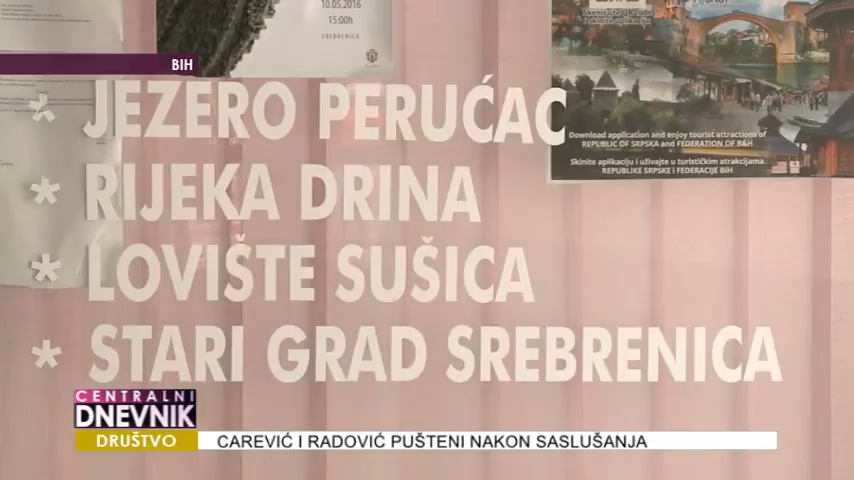 10.05.2016
15:00h
SREBRENICA
BIH
* JEZERO PERUĆAC
* RIJEKA DRINA
* LOVIŠTE SUŠICA
* STARI GRAD SREBRENICA
Download application and enjoy tourist attractions of
REPUBLIC OF SRPSKA and FEDERATION OF B&H
Skinite aplikaciju i uživajte u turističkim atrakcijama
REPUBLIKE SRPSKE i FEDERACIJE BiH
CENTRALNI
DNEVNIK
DRUŠTVO
CAREVIĆ I RADOVIĆ PUŠTENI NAKON SASLUŠANJA